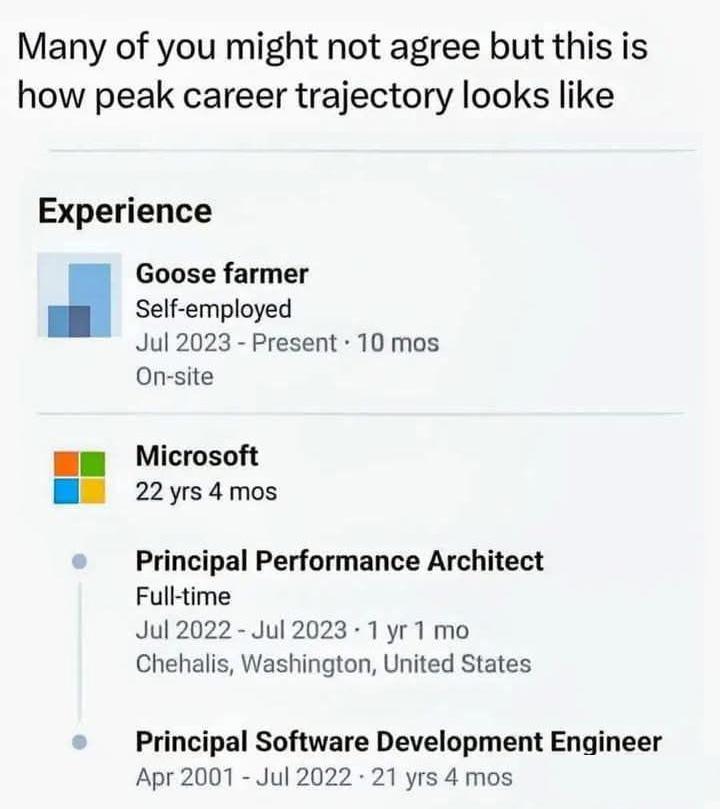 Many of you might not agree but this is
how peak career trajectory looks like
Experience
Goose farmer
Self-employed
Jul 2023 - Present · 10 mos
On-site
Microsoft
22 yrs 4 mos
Principal Performance Architect
Full-time
Jul 2022 - Jul 2023 · 1 yr 1 mo
Chehalis, Washington, United States
Principal Software Development Engineer
Apr 2001 - Jul 2022 · 21 yrs 4 mos